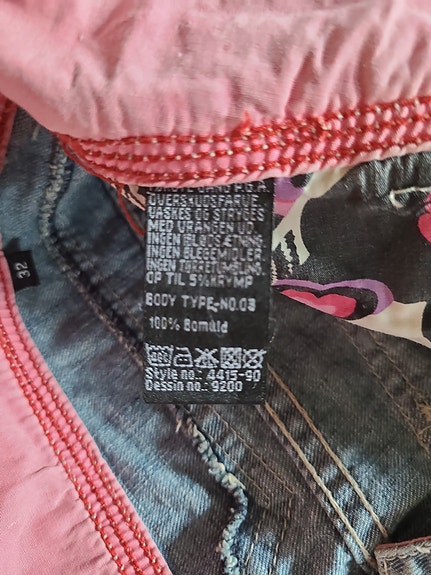 OVERSKUDSFARVE
VASKES OG STRYGES
MED VRANGEN UD.
INGEN IBLØDSÆTNING.
INGEN BLEGEMIDLER.
INGEN TØRRETUMBLING.
OP TIL 5% KRYMP
BODY TYPE-NO.03
100% Bomuld
Style no.: 4415-90
Dessin no.: 9200
32